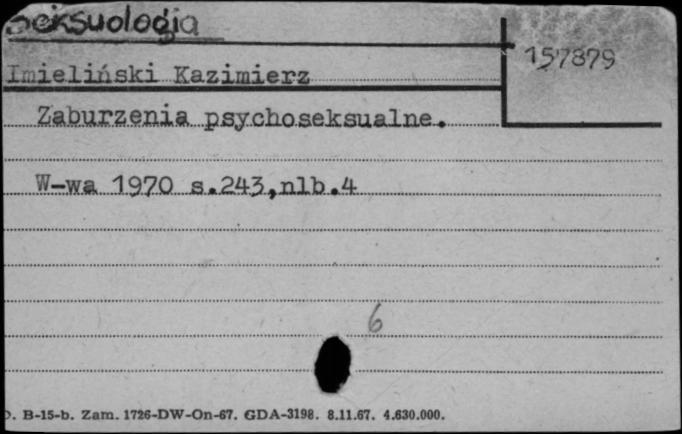 Seksuologia
157879
Imieliński Kazimierz
Zaburzenia psychoseksualne.
W-wa 1970 s.243,nlb.4
6
D. B-15-b. Zam. 1726-DW-On-67. GDA-3198. 8.11.67. 4.630.000.